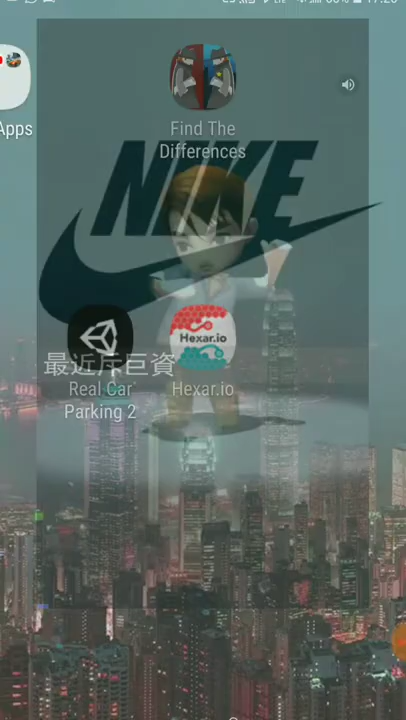 Apps
Find The
Differences
NIKE
Hexar.io
最近斥巨資
Real Car
Parking 2
Hexar.io